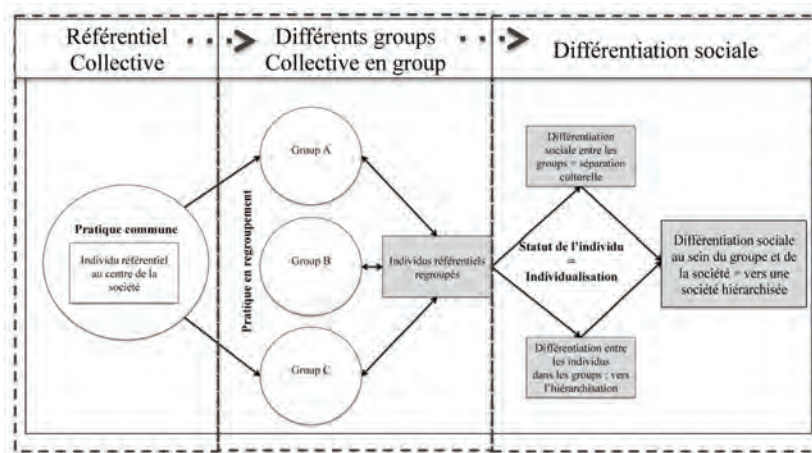 Référentiel
Collective
Différents groups
Collective en group
Différentiation sociale
Pratique commune
Individu référentiel
au centre de la
société
Pratique en regroupement
Group A
Group B
Group C
Individus référentiels
regroupés
Différentiation
sociale entre les
groups = séparation
culturelle
Statut de l'individu
=
Individualisation
Différentiation entre
les individus
dans les groups : vers
l'hiérarchisation
Différentiation sociale
au sein du groupe et de
la société = vers une
société hiérarchisée